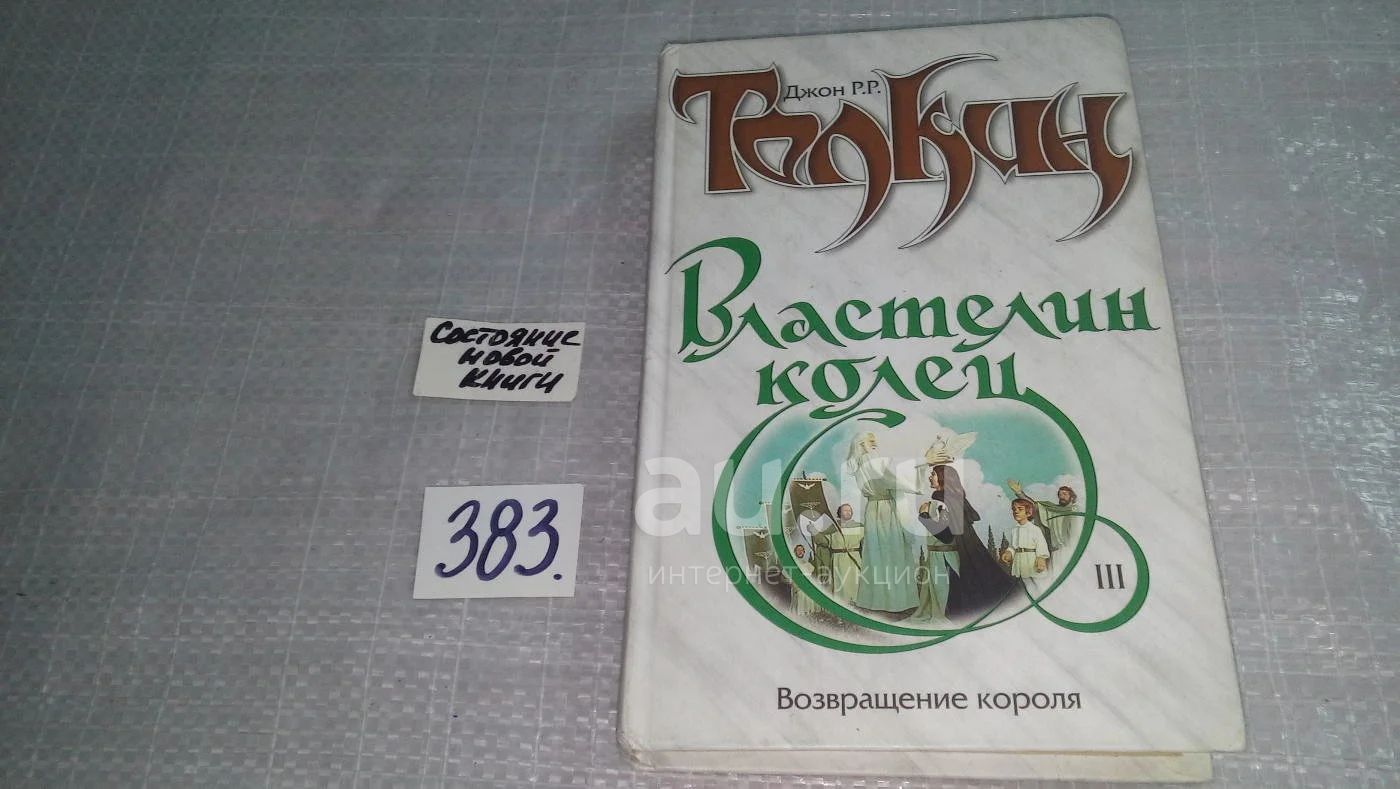 Джон Р.Р.
Толкин
Властелин
колец
III
Возвращение короля
Состояние
новой
книги
383.
au.ru
интернет-аукцион